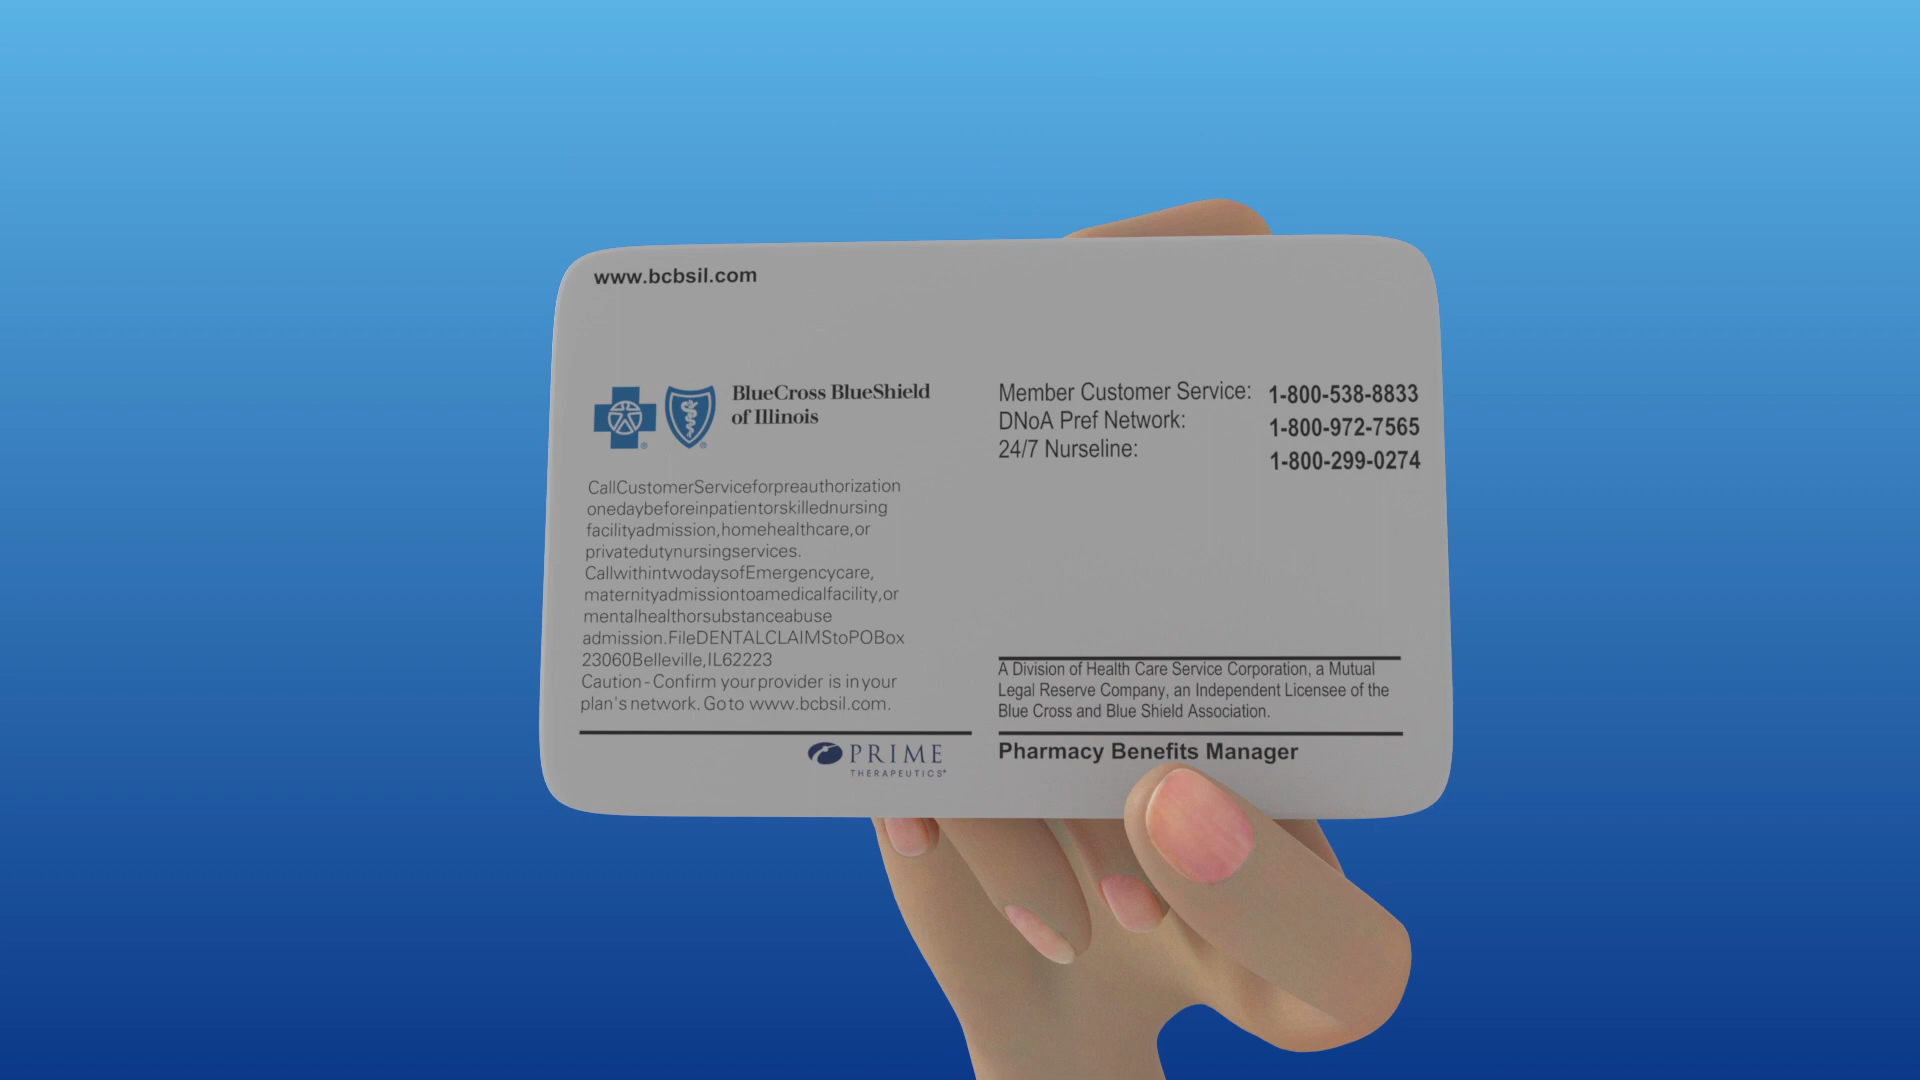 www.bcbsil.com
BlueCross BlueShield
of Illinois
CallCustomerServiceforpreauthorization
onedaybeforeinpatientorskillednursing
facilityadmission,homehealthcare,or
privatedutynursingservices.
CallwithintwodaysofEmergencycare,
maternityadmissiontoamedicalfacility,or
mentalhealthorsubstanceabuse
admission.FileDENTALCLAIMStoPOBox
23060Belleville,IL62223
Caution - Confirm your provider is in your
plan's network. Go to www.bcbsil.com.
PRIME
THERAPEUTICS
Member Customer Service: 1-800-538-8833
DNoA Pref Network: 1-800-972-7565
24/7 Nurseline: 1-800-299-0274
A Division of Health Care Service Corporation, a Mutual
Legal Reserve Company, an Independent Licensee of the
Blue Cross and Blue Shield Association.
Pharmacy Benefits Manager